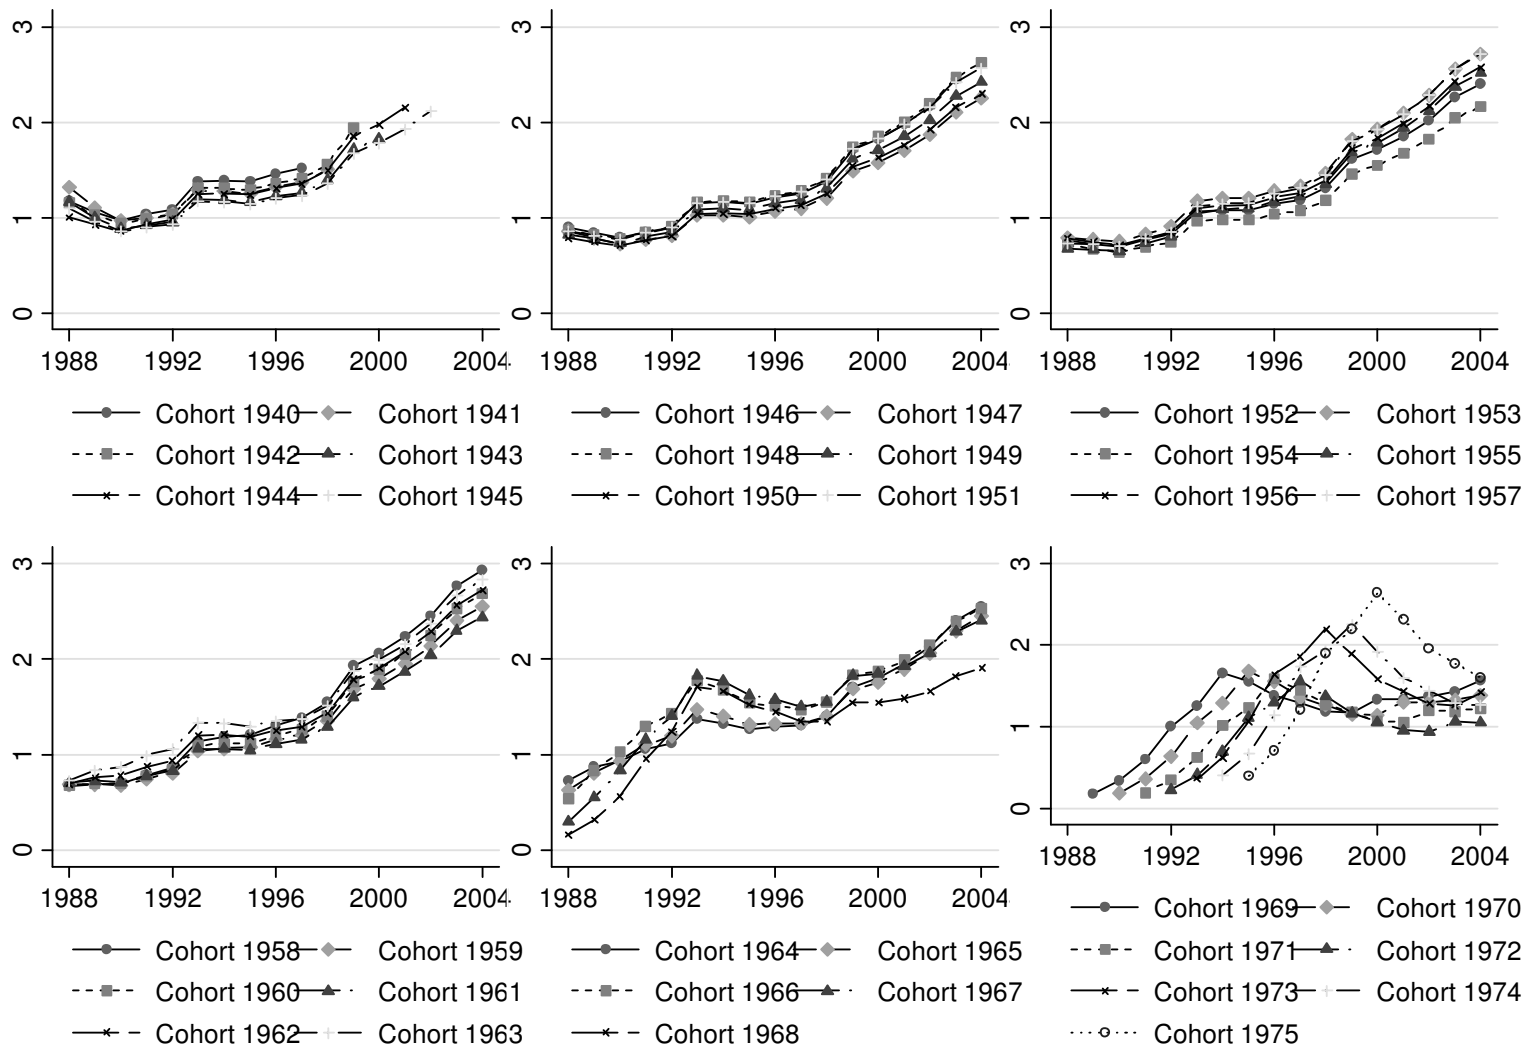 3
2
1
0
1988 1992 1996 2000 2004
Cohort 1940 Cohort 1941
Cohort 1942 Cohort 1943
Cohort 1944 Cohort 1945
3
2
1
0
1988 1992 1996 2000 2004
Cohort 1946 Cohort 1947
Cohort 1948 Cohort 1949
Cohort 1950 Cohort 1951
3
2
1
0
1988 1992 1996 2000 2004
Cohort 1952 Cohort 1953
Cohort 1954 Cohort 1955
Cohort 1956 Cohort 1957
3
2
1
0
1988 1992 1996 2000 2004
Cohort 1958 Cohort 1959
Cohort 1960 Cohort 1961
Cohort 1962 Cohort 1963
3
2
1
0
1988 1992 1996 2000 2004
Cohort 1964 Cohort 1965
Cohort 1966 Cohort 1967
Cohort 1968
3
2
1
0
1988 1992 1996 2000 2004
Cohort 1969 Cohort 1970
Cohort 1971 Cohort 1972
Cohort 1973 Cohort 1974
Cohort 1975